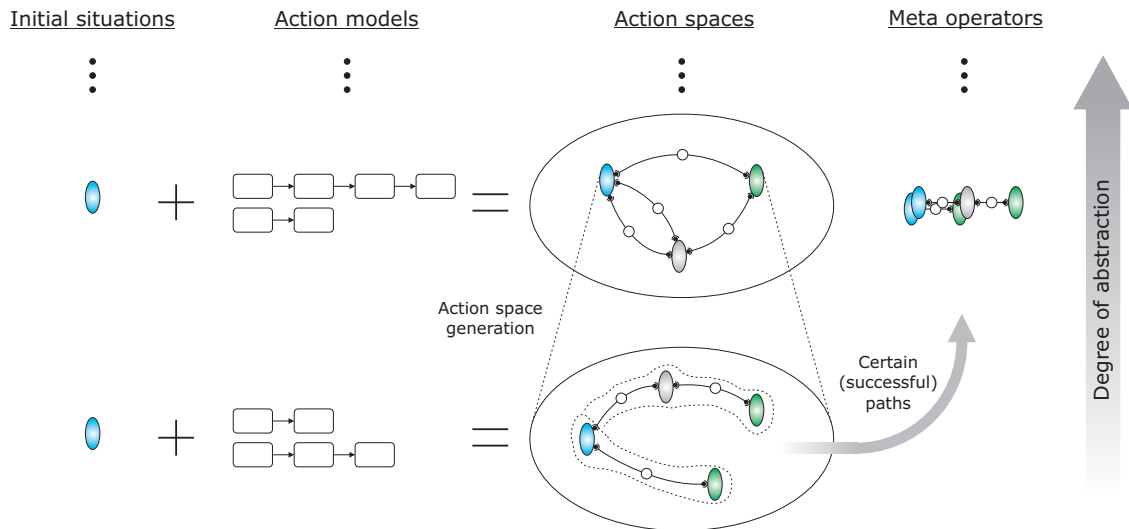 Initial situations
Action models
Action spaces
Meta operators
Action space
generation
Certain
(successful)
paths
Degree of abstraction